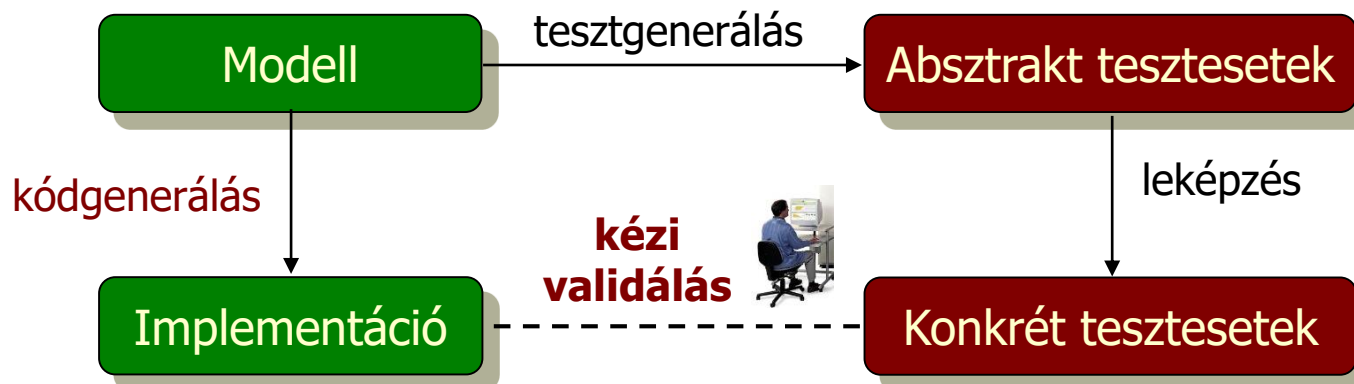 tesztgenerálás
Modell
Absztrakt tesztesetek
kódgenerálás
leképzés
kézi
validálás
Implementáció
Konkrét tesztesetek